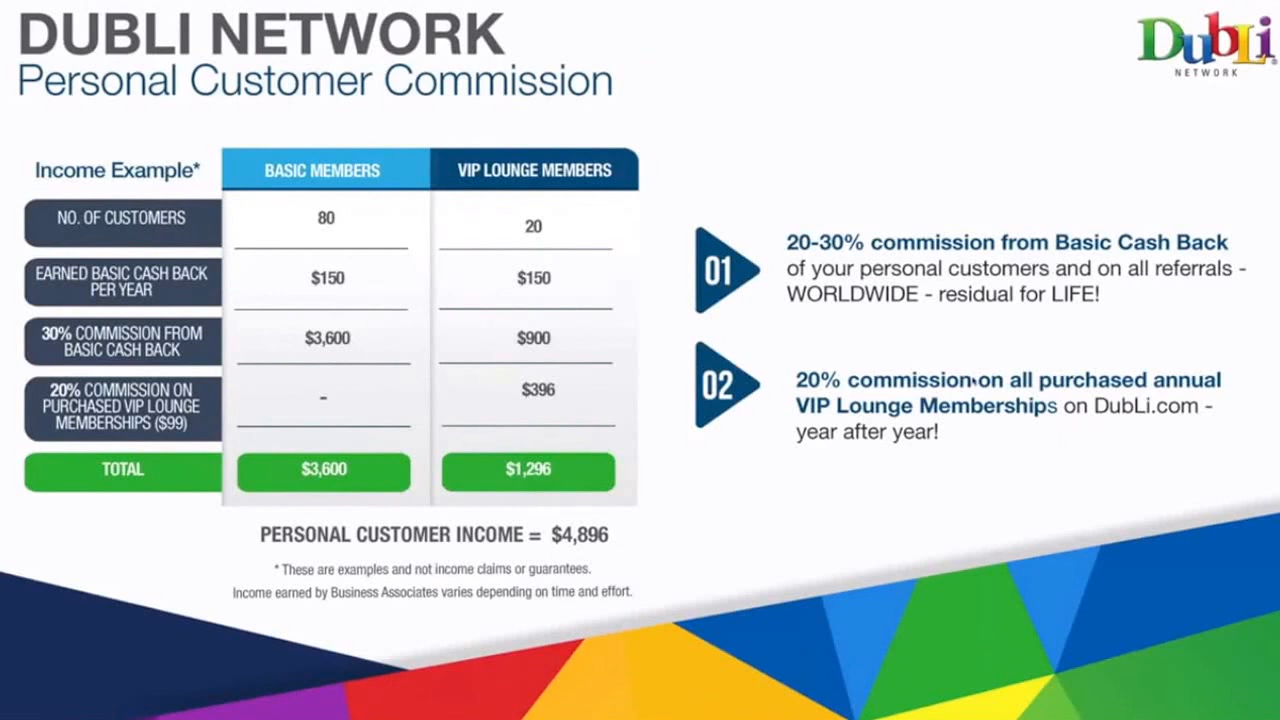 DUBLI NETWORK
Personal Customer Commission
DubLi®
NETWORK
Income Example*
BASIC MEMBERS
VIP LOUNGE MEMBERS
NO. OF CUSTOMERS
80
20
EARNED BASIC CASH BACK
PER YEAR
$150
$150
30% COMMISSION FROM
BASIC CASH BACK
$3,600
$900
20% COMMISSION ON
PURCHASED VIP LOUNGE
MEMBERSHIPS ($99)
-
$396
TOTAL
$3,600
$1,296
PERSONAL CUSTOMER INCOME = $4,896
* These are examples and not income claims or guarantees.
Income earned by Business Associates varies depending on time and effort.
01
20-30% commission from Basic Cash Back
of your personal customers and on all referrals -
WORLDWIDE - residual for LIFE!
02
20% commission on all purchased annual
VIP Lounge Memberships on DubLi.com -
year after year!